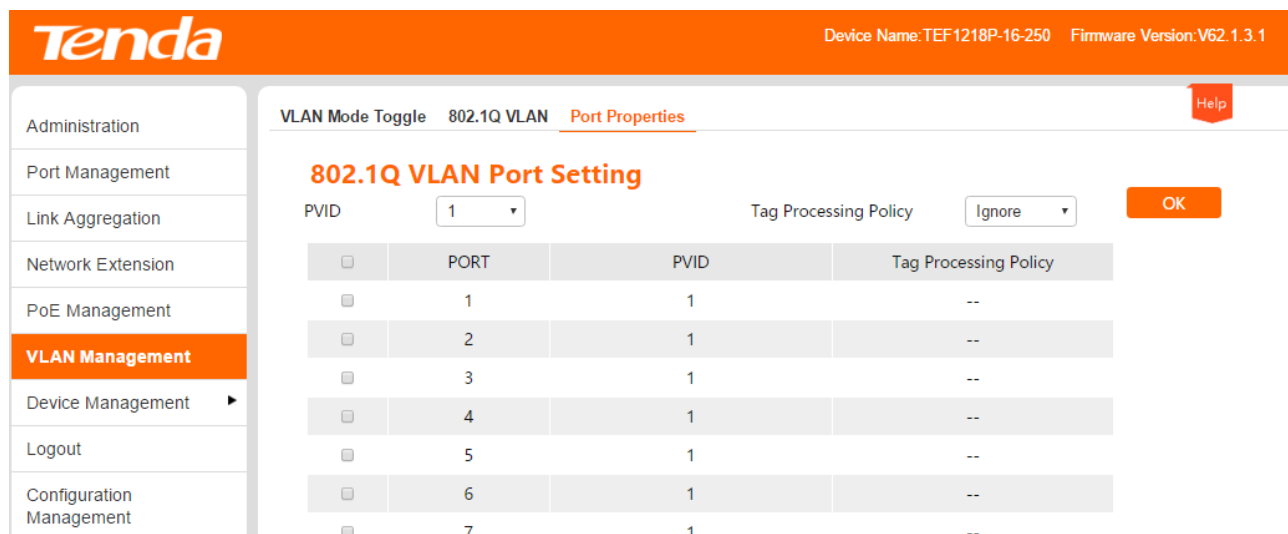 Tenda
Device Name:TEF1218P-16-250 Firmware Version:V62.1.3.1
Help
Administration
Port Management
Link Aggregation
Network Extension
PoE Management
VLAN Management
Device Management
Logout
Configuration
Management
VLAN Mode Toggle 802.1Q VLAN Port Properties
802.1Q VLAN Port Setting
PVID 1 Tag Processing Policy Ignore OK
PORT PVID Tag Processing Policy
1 1 --
2 1 --
3 1 --
4 1 --
5 1 --
6 1 --
7 1 --